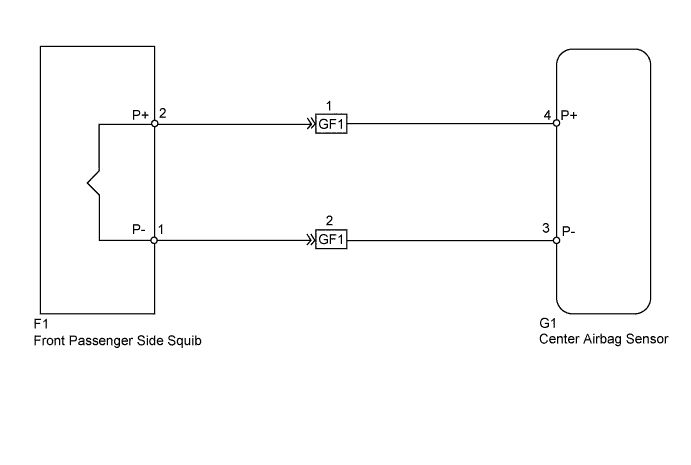 1
P+ 2 GF1 4 P+
2
P- 1 GF1 3 P-
F1
Front Passenger Side Squib
G1
Center Airbag Sensor